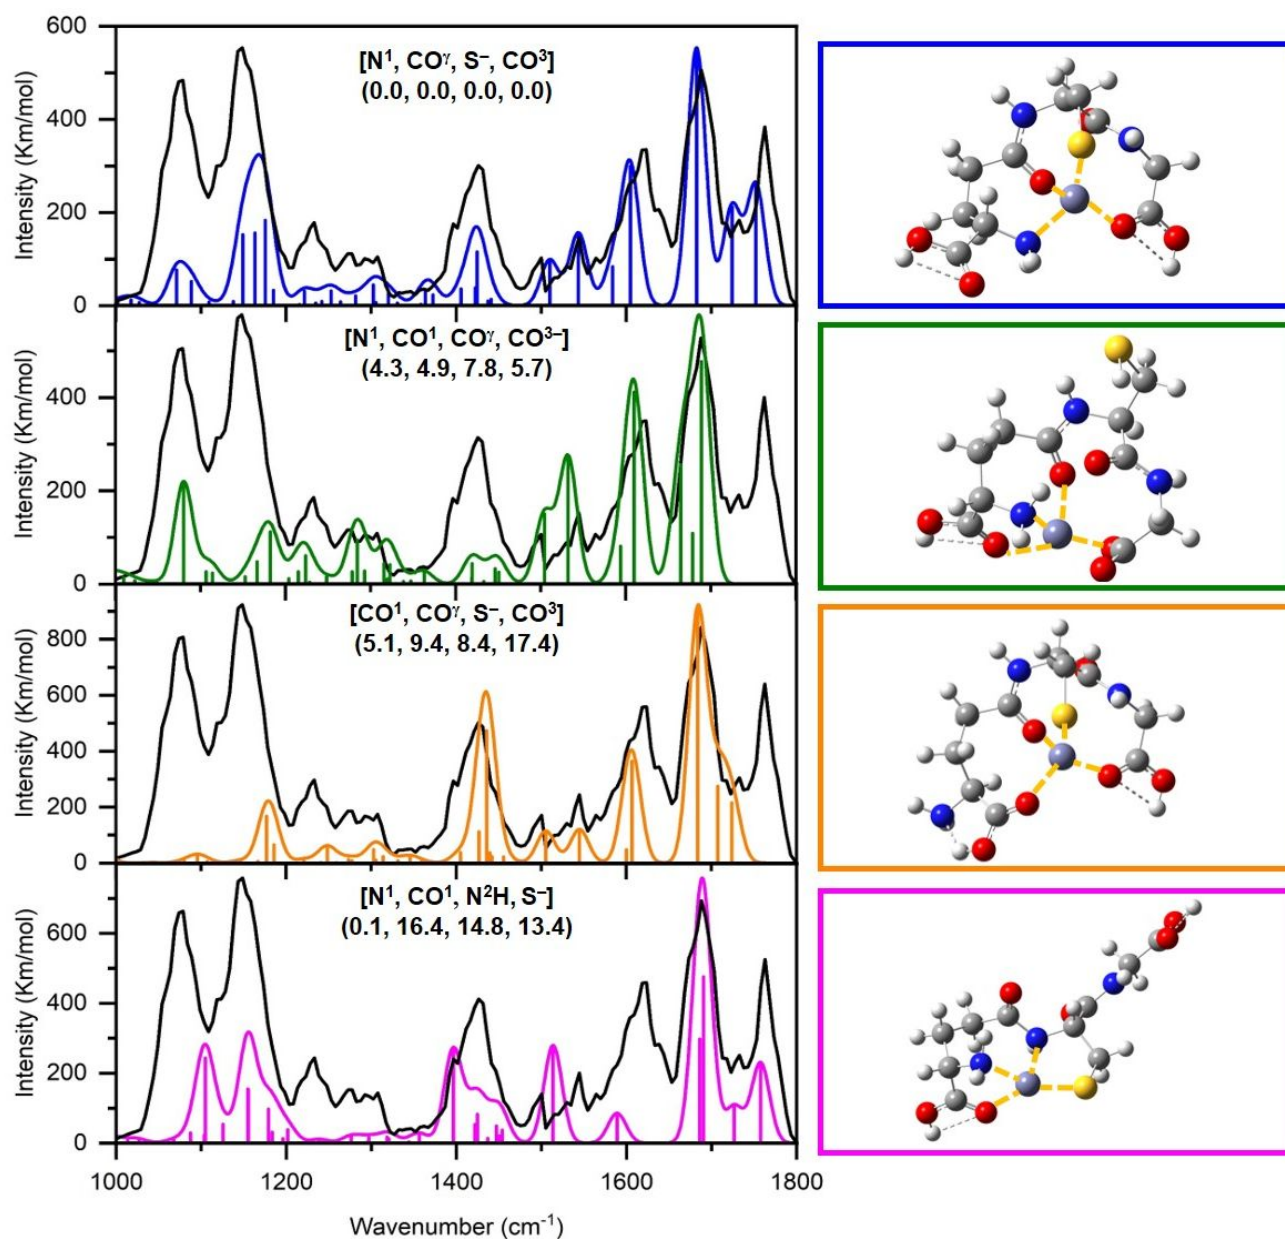 600
[N¹, COᵞ, S⁻, CO³]
(0.0, 0.0, 0.0, 0.0)
400
200
0
Intensity (Km/mol)
[N¹, CO¹, COᵞ, CO³⁻]
(4.3, 4.9, 7.8, 5.7)
400
200
0
Intensity (Km/mol)
[CO¹, COᵞ, S⁻, CO³]
(5.1, 9.4, 8.4, 17.4)
800
600
400
200
0
Intensity (Km/mol)
[N¹, CO¹, N²H, S⁻]
(0.1, 16.4, 14.8, 13.4)
600
400
200
0
Intensity (Km/mol)
1000 1200 1400 1600 1800
Wavenumber (cm⁻¹)